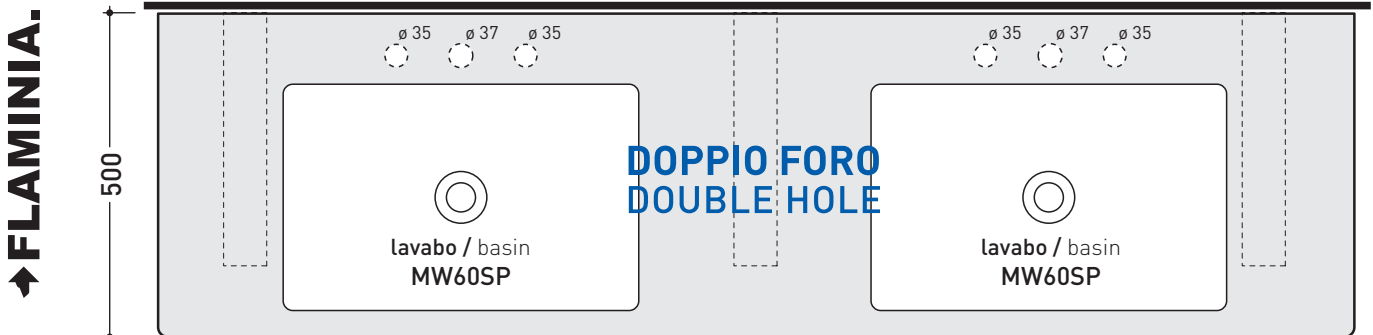 FLAMINIA.
500
ø 35 ø 37 ø 35
ø 35 ø 37 ø 35
DOPPIO FORO
DOUBLE HOLE
lavabo / basin
MW60SP
lavabo / basin
MW60SP